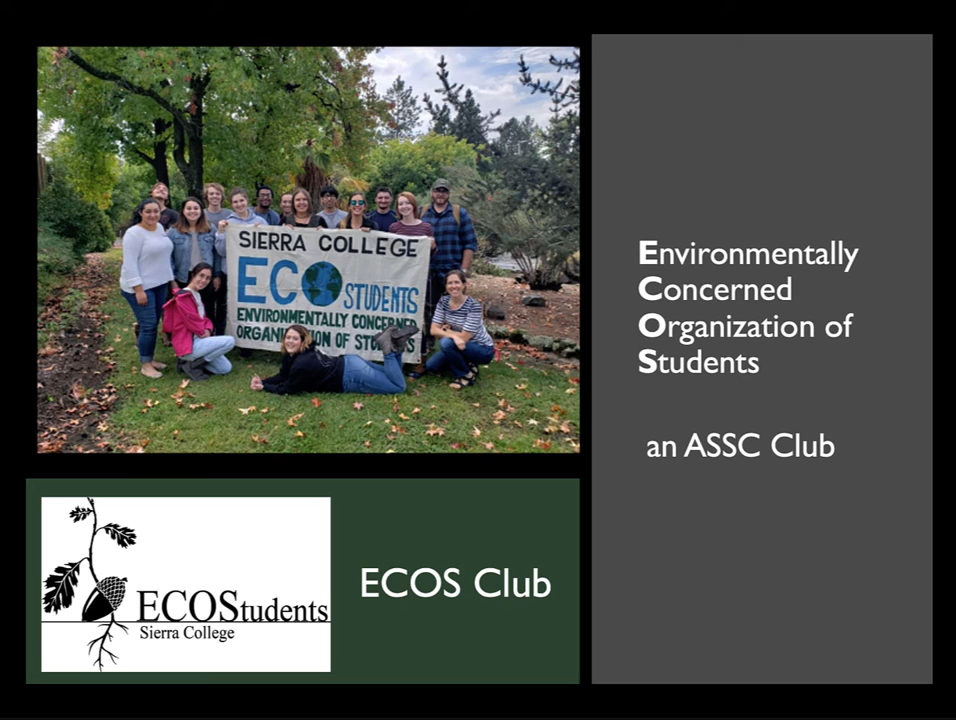 SIERRA COLLEGE
ECO STUDENTS
ENVIRONMENTALLY CONCERNED
ORGANIZATION OF STUDENTS
Environmentally
Concerned
Organization of
Students
an ASSC Club
ECOStudents
Sierra College
ECOS Club